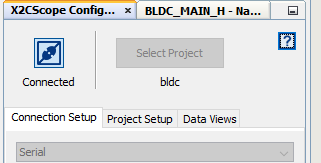 X2CScope Config... × BLDC_MAIN_H - Na...
Select Project
?
Connected bldc
Connection Setup Project Setup Data Views
Serial